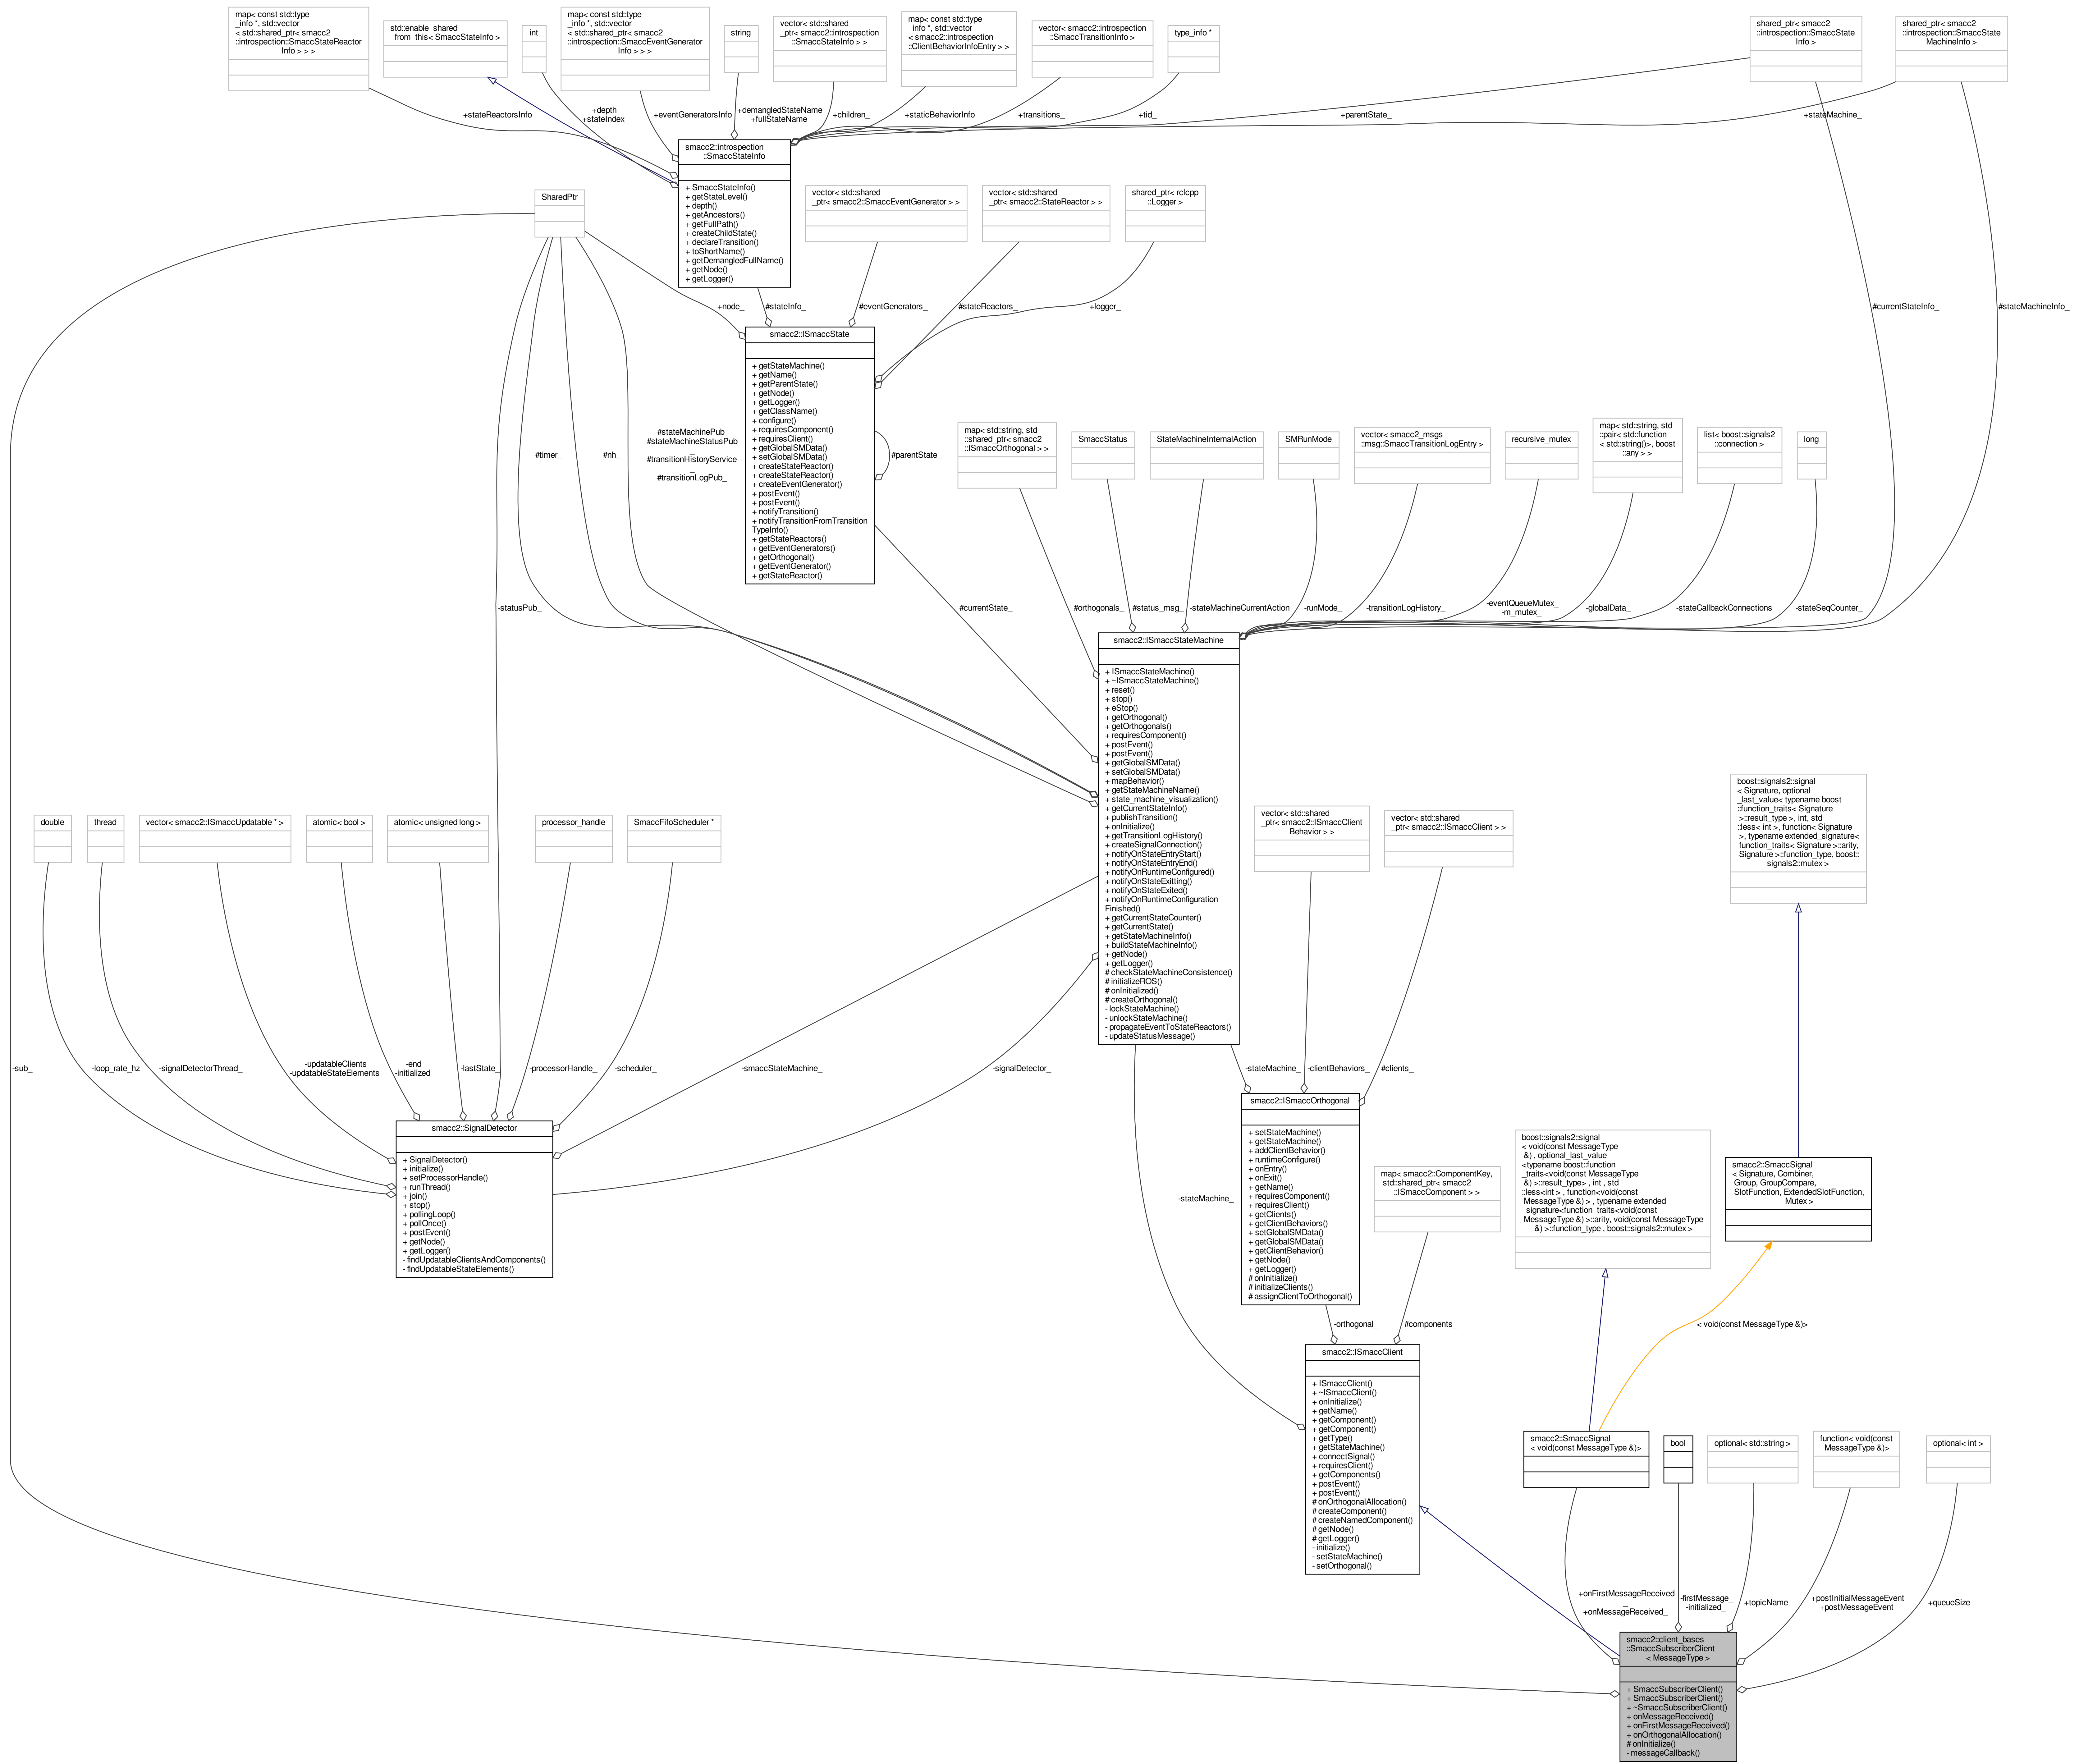 map< const std::type
_info *, std::vector
< std::shared_ptr< smacc2
::introspection::SmaccStateReactor
Info > > >
std::enable_shared
_from_this< SmaccStateInfo >
int
map< const std::type
_info *, std::vector
< std::shared_ptr< smacc2
::introspection::SmaccEventGenerator
Info > > >
string
vector< std::shared
_ptr< smacc2::introspection
::SmaccStateInfo > >
map< const std::type
_info *, std::vector
< smacc2::introspection
::ClientBehaviorInfoEntry > >
vector< smacc2::introspection
::SmaccTransitionInfo >
type_info *
shared_ptr< smacc2
::introspection::SmaccState
Info >
shared_ptr< smacc2
::introspection::SmaccState
MachineInfo >
+stateReactorsInfo
+depth_
+stateIndex_
+eventGeneratorsInfo
+demangledStateName
+fullStateName
+children_
+staticBehaviorInfo
+transitions_
+tid_
+parentState_
+stateMachine_
smacc2::introspection
::SmaccStateInfo
+ SmaccStateInfo()
+ getStateLevel()
+ depth()
+ getAncestors()
+ getFullPath()
+ createChildState()
+ declareTransition()
+ toShortName()
+ getDemangledFullName()
+ getNode()
+ getLogger()
SharedPtr
vector< std::shared
_ptr< smacc2::SmaccEventGenerator > >
vector< std::shared
_ptr< smacc2::StateReactor > >
shared_ptr< rclcpp
::Logger >
+node_
#stateInfo_
#eventGenerators_
#stateReactors_
+logger_
#currentStateInfo_
#stateMachineInfo_
smacc2::ISmaccState
+ getStateMachine()
+ getName()
+ getParentState()
+ getNode()
+ getLogger()
+ getClassName()
+ configure()
+ requiresComponent()
+ requiresClient()
+ getGlobalSMData()
+ setGlobalSMData()
+ createStateReactor()
+ createStateReactor()
+ createEventGenerator()
+ postEvent()
+ postEvent()
+ notifyTransition()
+ notifyTransitionFromTransition
TypeInfo()
+ getStateReactors()
+ getEventGenerators()
+ getOrthogonal()
+ getEventGenerator()
+ getStateReactor()
#parentState_
#timer_
#nh_
#stateMachinePub_
#stateMachineStatusPub
_
#transitionHistoryService
_
#transitionLogPub_
map< std::string, std
::shared_ptr< smacc2
::ISmaccOrthogonal > >
SmaccStatus
StateMachineInternalAction
SMRunMode
vector< smacc2_msgs
::msg::SmaccTransitionLogEntry >
recursive_mutex
map< std::string, std
::pair< std::function
< std::string()>, boost
::any > >
list< boost::signals2
::connection >
long
-statusPub_
#currentState_
#orthogonals_
#status_msg_
-stateMachineCurrentAction
-runMode_
-transitionLogHistory_
-eventQueueMutex_
-m_mutex_
-globalData_
-stateCallbackConnections
-stateSeqCounter_
smacc2::ISmaccStateMachine
+ ISmaccStateMachine()
+ ~ISmaccStateMachine()
+ reset()
+ stop()
+ eStop()
+ getOrthogonal()
+ getOrthogonals()
+ requiresComponent()
+ postEvent()
+ postEvent()
+ getGlobalSMData()
+ setGlobalSMData()
+ mapBehavior()
+ getStateMachineName()
+ state_machine_visualization()
+ getCurrentStateInfo()
+ publishTransition()
+ onInitialize()
+ getTransitionLogHistory()
+ createSignalConnection()
+ notifyOnStateEntryStart()
+ notifyOnStateEntryEnd()
+ notifyOnRuntimeConfigured()
+ notifyOnStateExitting()
+ notifyOnStateExited()
+ notifyOnRuntimeConfiguration
Finished()
+ getCurrentStateCounter()
+ getCurrentState()
+ getStateMachineInfo()
+ buildStateMachineInfo()
+ getNode()
+ getLogger()
# checkStateMachineConsistence()
# initializeROS()
# onInitialized()
# createOrthogonal()
- lockStateMachine()
- unlockStateMachine()
- propagateEventToStateReactors()
- updateStatusMessage()
double
thread
vector< smacc2::ISmaccUpdatable * >
atomic< bool >
atomic< unsigned long >
processor_handle
SmaccFifoScheduler *
vector< std::shared
_ptr< smacc2::ISmaccClient
Behavior > >
vector< std::shared
_ptr< smacc2::ISmaccClient > >
boost::signals2::signal
< Signature, optional
_last_value< typename boost
::function_traits< Signature
>::result_type >, int, std
::less< int >, function< Signature
>, typename extended_signature<
function_traits< Signature >::arity,
Signature >::function_type, boost::
signals2::mutex >
-sub_
-loop_rate_hz
-signalDetectorThread_
-updatableClients_
-updatableStateElements_
-end_
-initialized_
-lastState_
-processorHandle_
-scheduler_
-smaccStateMachine_
-signalDetector_
-stateMachine_
-clientBehaviors_
#clients_
smacc2::SignalDetector
+ SignalDetector()
+ initialize()
+ setProcessorHandle()
+ runThread()
+ join()
+ stop()
+ pollingLoop()
+ pollOnce()
+ postEvent()
+ getNode()
+ getLogger()
- findUpdatableClientsAndComponents()
- findUpdatableStateElements()
smacc2::ISmaccOrthogonal
+ setStateMachine()
+ getStateMachine()
+ addClientBehavior()
+ runtimeConfigure()
+ onEntry()
+ onExit()
+ getName()
+ requiresComponent()
+ requiresClient()
+ getClients()
+ getClientBehaviors()
+ setGlobalSMData()
+ getGlobalSMData()
+ getClientBehavior()
+ getNode()
+ getLogger()
# onInitialize()
# initializeClients()
# assignClientToOrthogonal()
-stateMachine_
map< smacc2::ComponentKey,
std::shared_ptr< smacc2
::ISmaccComponent > >
boost::signals2::signal
< void(const MessageType
&) , optional_last_value
<typename boost::function
_traits<void(const MessageType
&) >::result_type> , int , std
::less<int > , function<void(const
MessageType &) > , typename extended
_signature<function_traits<void(const
MessageType &) >::arity, void(const MessageType
&) >::function_type , boost::signals2::mutex >
smacc2::SmaccSignal
< Signature, Combiner,
Group, GroupCompare,
SlotFunction, ExtendedSlotFunction,
Mutex >
-orthogonal_
#components_
< void(const MessageType &)>
smacc2::ISmaccClient
+ ISmaccClient()
+ ~ISmaccClient()
+ onInitialize()
+ getName()
+ getComponent()
+ getComponent()
+ getType()
+ getStateMachine()
+ connectSignal()
+ requiresClient()
+ getComponents()
+ postEvent()
+ postEvent()
# onOrthogonalAllocation()
# createComponent()
# createNamedComponent()
# getNode()
# getLogger()
- initialize()
- setStateMachine()
- setOrthogonal()
smacc2::SmaccSignal
< void(const MessageType &)>
bool
optional< std::string >
function< void(const
MessageType &)>
optional< int >
+onFirstMessageReceived
_
+onMessageReceived_
-firstMessage_
-initialized_
+topicName
+postInitialMessageEvent
+postMessageEvent
+queueSize
smacc2::client_bases
::SmaccSubscriberClient
< MessageType >
+ SmaccSubscriberClient()
+ SmaccSubscriberClient()
+ ~SmaccSubscriberClient()
+ onMessageReceived()
+ onFirstMessageReceived()
+ onOrthogonalAllocation()
# onInitialize()
- messageCallback()